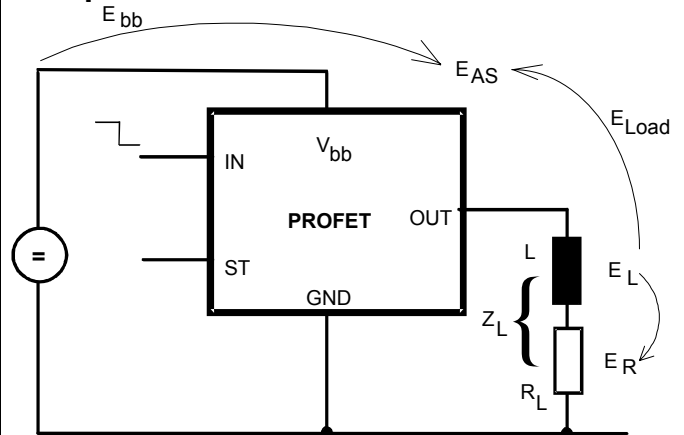 E bb
E AS
E Load
V bb
IN
PROFET
OUT
ST
GND
=
L
E L
Z L
{
E R
R L